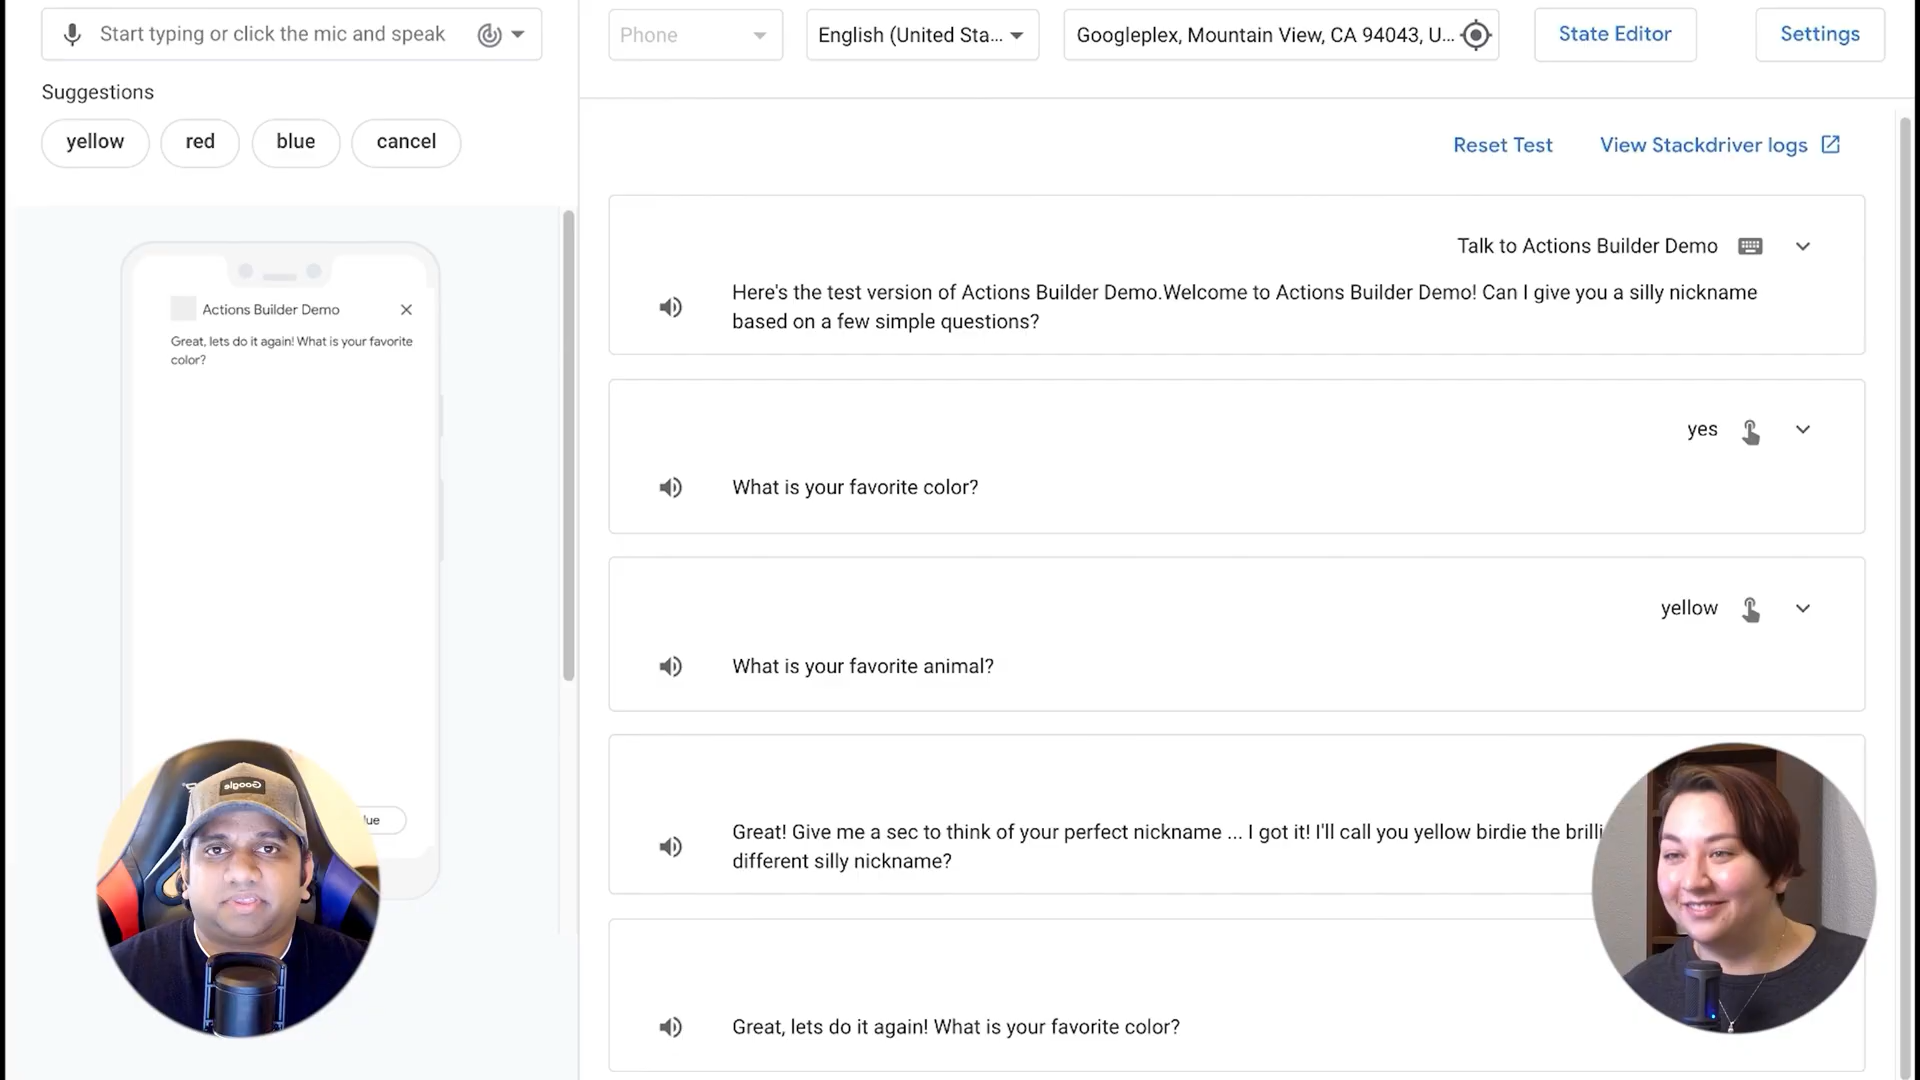 Start typing or click the mic and speak
Phone
English (United Sta...
Googleplex, Mountain View, CA 94043, U...
State Editor
Settings
Suggestions
yellow
red
blue
cancel
Reset Test
View Stackdriver logs
Actions Builder Demo
Great, lets do it again! What is your favorite
color?
lue
Talk to Actions Builder Demo
Here's the test version of Actions Builder Demo.Welcome to Actions Builder Demo! Can I give you a silly nickname
based on a few simple questions?
yes
What is your favorite color?
yellow
What is your favorite animal?
Great! Give me a sec to think of your perfect nickname ... I got it! I'll call you yellow birdie the brilli
different silly nickname?
Great, lets do it again! What is your favorite color?
Google